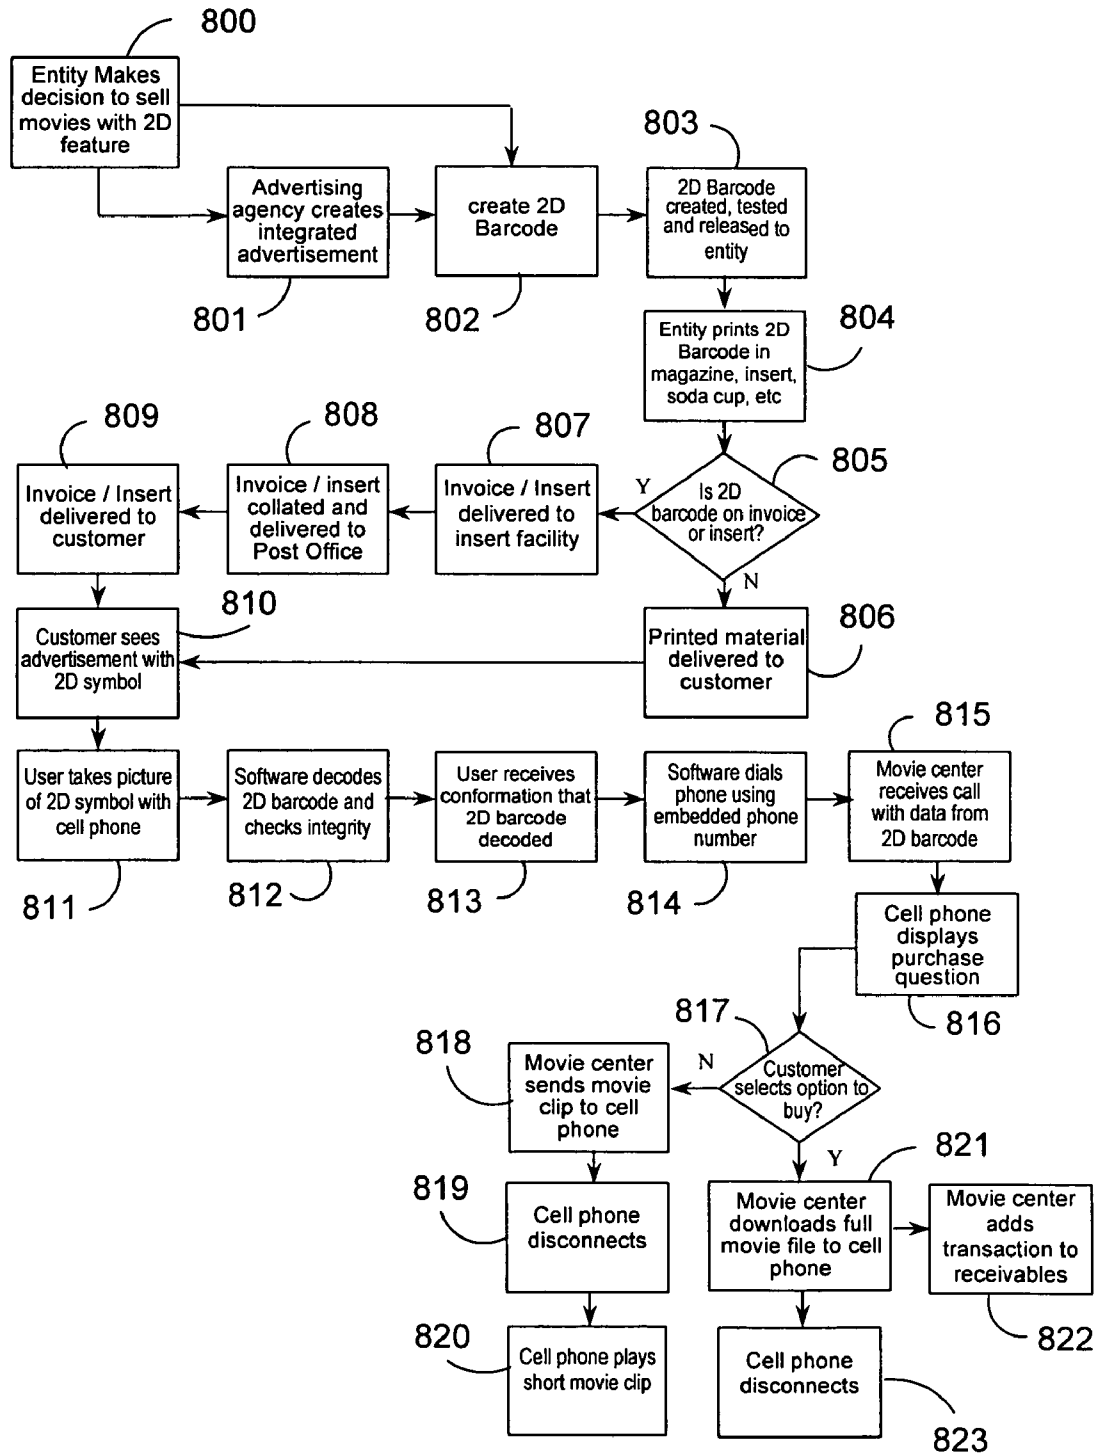 800
Entity Makes
decision to sell
movies with 2D
feature
Advertising
agency creates
integrated
advertisement
801
create 2D
Barcode
802
803
2D Barcode
created, tested
and released to
entity
Entity prints 2D
Barcode in
magazine, insert,
soda cup, etc
804
Is 2D
barcode on invoice
or insert?
805
Y
N
807
Invoice / Insert
delivered to
insert facility
808
Invoice / insert
collated and
delivered to
Post Office
809
Invoice / Insert
delivered to
customer
Printed material
delivered to
customer
806
810
Customer sees
advertisement with
2D symbol
User takes picture
of 2D symbol with
cell phone
811
Software decodes
2D barcode and
checks integrity
812
User receives
conformation that
2D barcode
decoded
813
Software dials
phone using
embedded phone
number
814
815
Movie center
receives call
with data from
2D barcode
Cell phone
displays
purchase
question
816
817
Customer
selects option to
buy?
N
Y
818
Movie center
sends movie
clip to cell
phone
819
Cell phone
disconnects
820
Cell phone plays
short movie clip
821
Movie center
downloads full
movie file to cell
phone
Movie center
adds
transaction to
receivables
822
Cell phone
disconnects
823